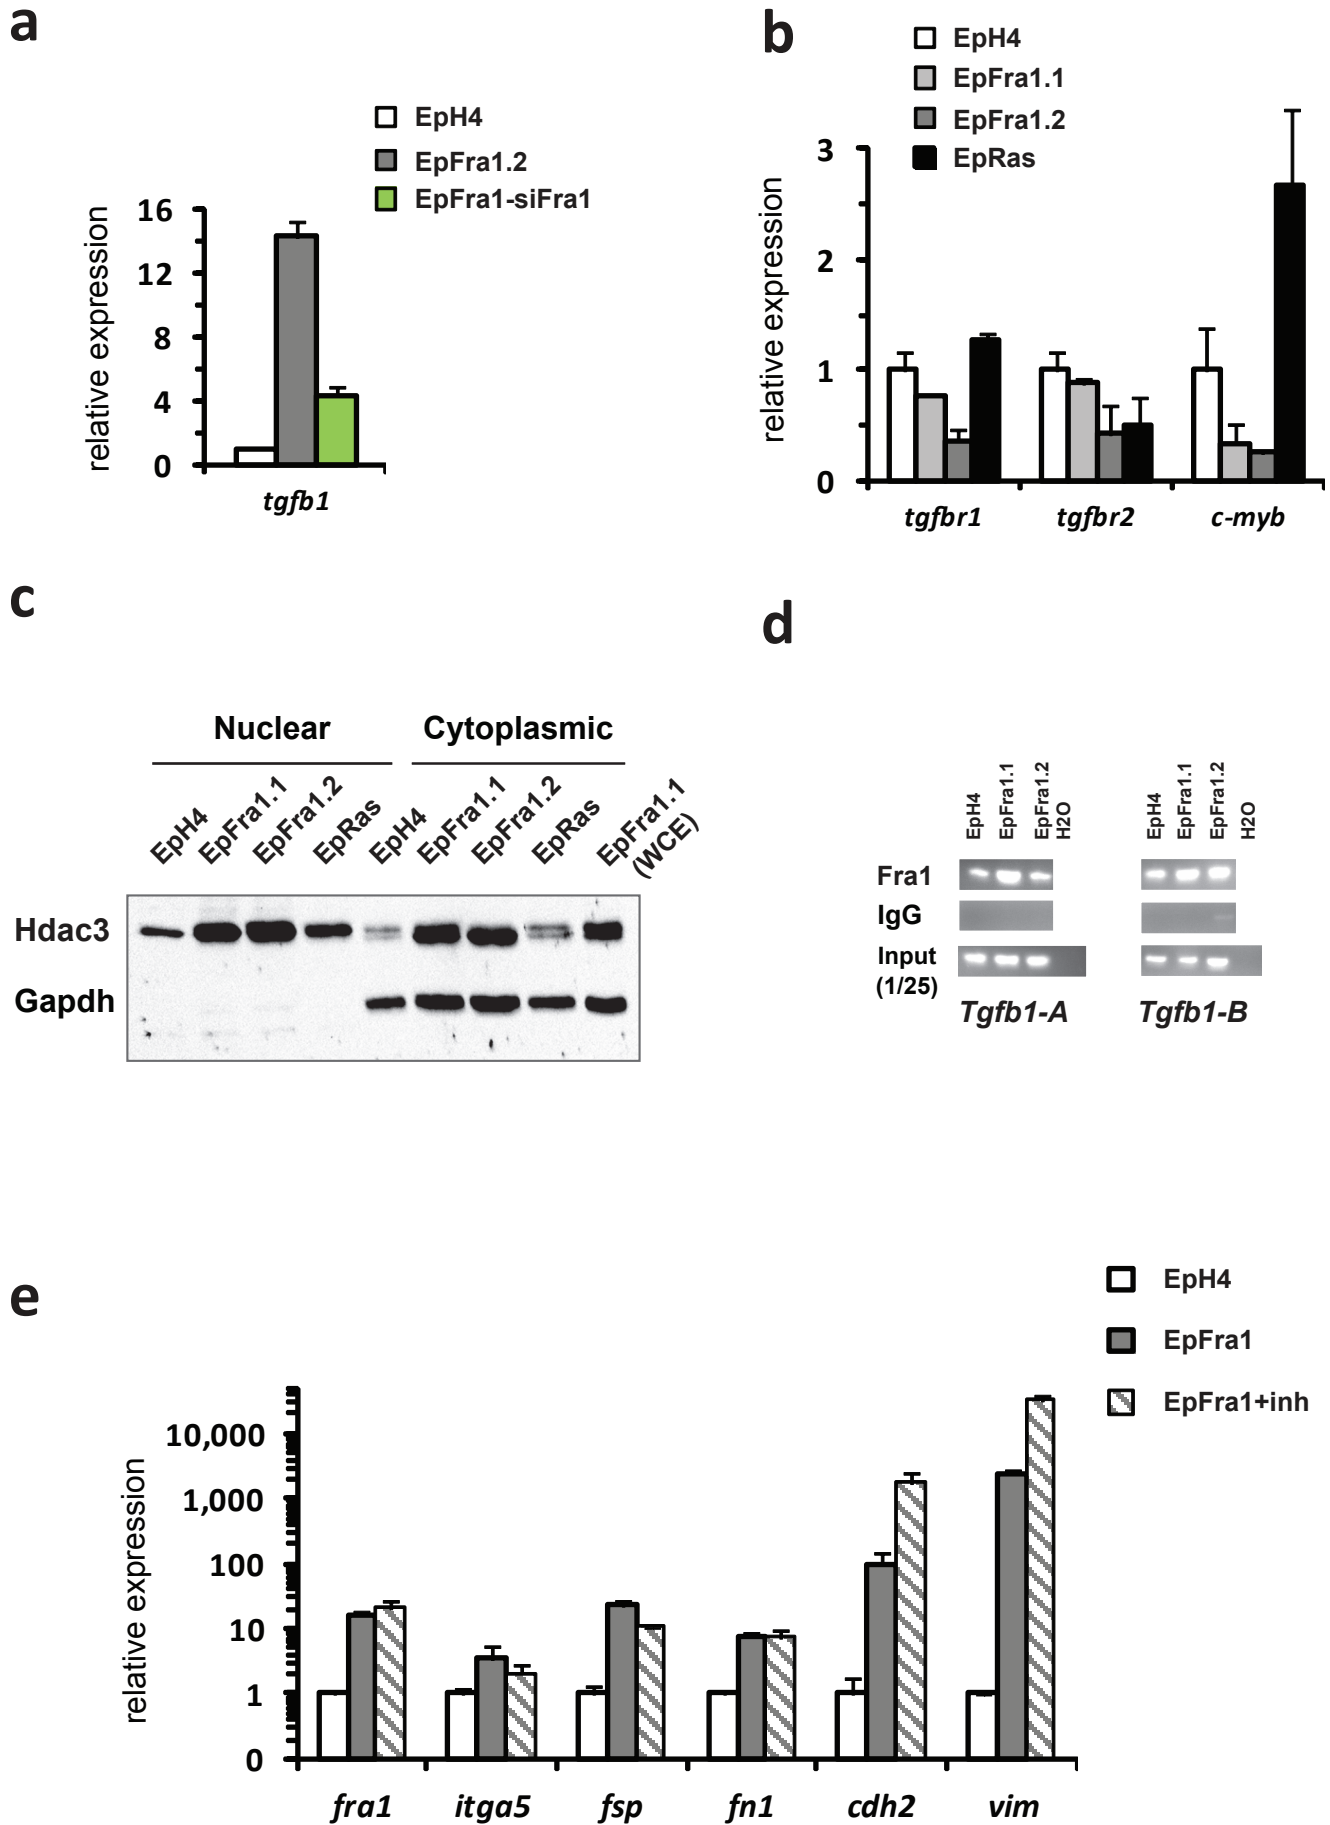 a
EpH4
EpFra1.2
EpFra1-siFra1
relative expression
16
12
8
4
0
tgfb1
b
EpH4
EpFra1.1
EpFra1.2
EpRas
relative expression
3
2
1
0
tgfbr1 tgfbr2 c-myb
c
Nuclear Cytoplasmic
EpH4 EpFra1.1 EpFra1.2 EpRas EpH4 EpFra1.1 EpFra1.2 EpRas EpFra1.1
(WCE)
Hdac3
Gapdh
d
EpH4 EpFra1.1 EpFra1.2 H2O
EpH4 EpFra1.1 EpFra1.2 H2O
Fra1
IgG
Input
(1/25)
Tgfb1-A Tgfb1-B
e
EpH4
EpFra1
EpFra1+inh
relative expression
10,000
1,000
100
10
1
0
fra1 itga5 fsp fn1 cdh2 vim